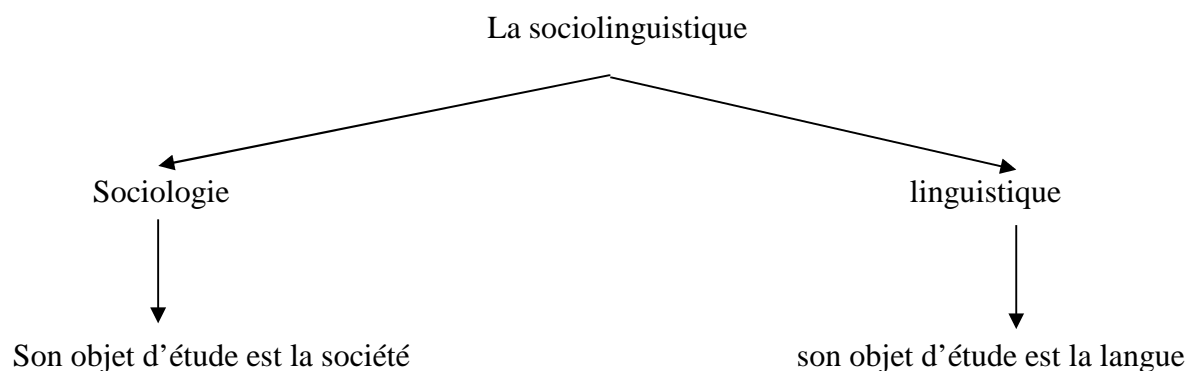 La sociolinguistique
Sociologie linguistique
Son objet d’étude est la société son objet d’étude est la langue